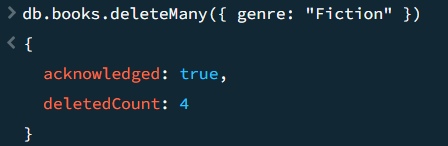 > db.books.deleteMany({ genre: "Fiction" })
< {
acknowledged: true,
deletedCount: 4
}